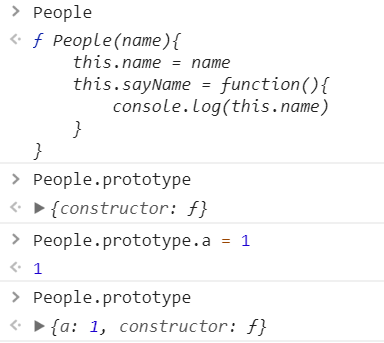 > People
< ƒ People(name){
this.name = name
this.sayName = function(){
console.log(this.name)
}
}
> People.prototype
< ▶ {constructor: ƒ}
> People.prototype.a = 1
< 1
> People.prototype
< ▶ {a: 1, constructor: ƒ}